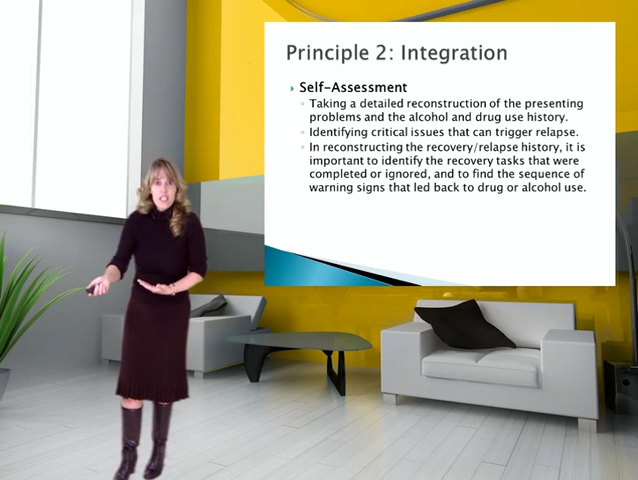 Principle 2: Integration
Self-Assessment
Taking a detailed reconstruction of the presenting
problems and the alcohol and drug use history.
Identifying critical issues that can trigger relapse.
In reconstructing the recovery/relapse history, it is
important to identify the recovery tasks that were
completed or ignored, and to find the sequence of
warning signs that led back to drug or alcohol use.